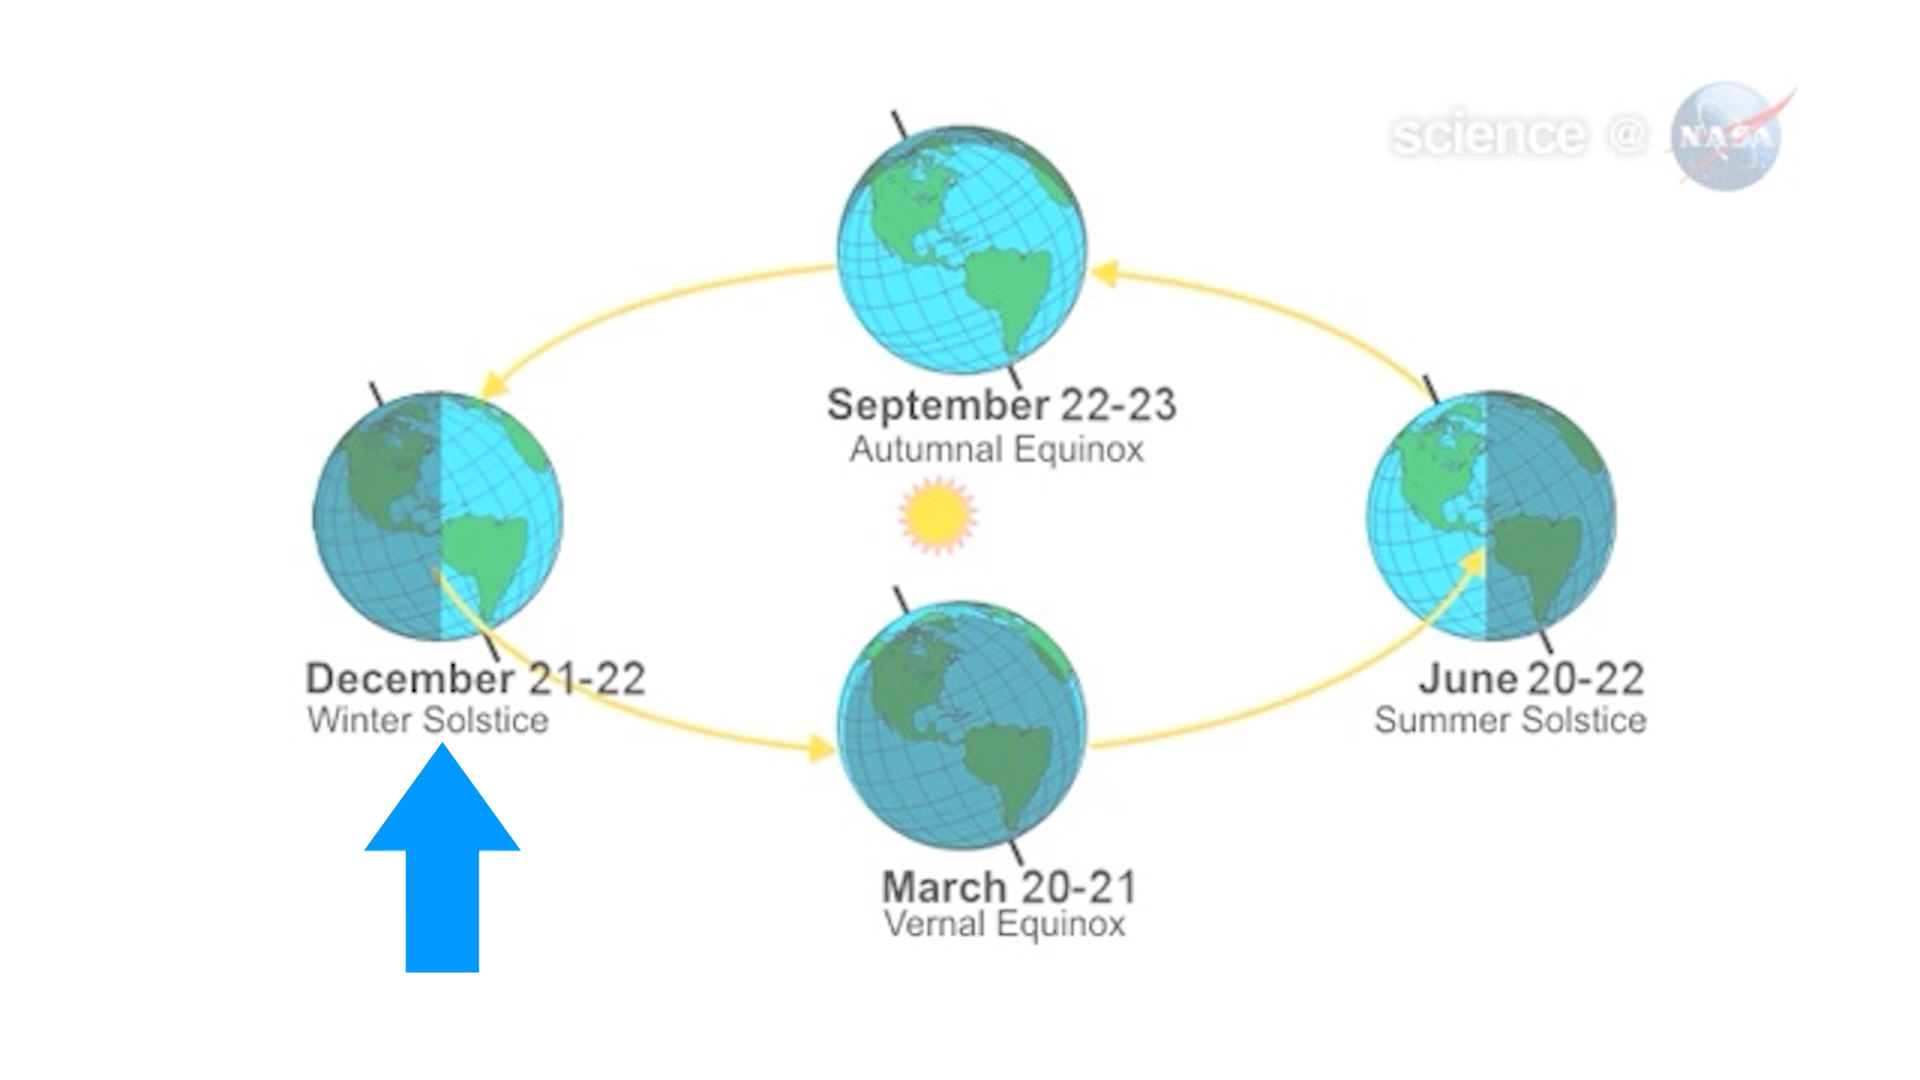 science @ NASA
September 22-23
Autumnal Equinox
December 21-22
Winter Solstice
June 20-22
Summer Solstice
March 20-21
Vernal Equinox